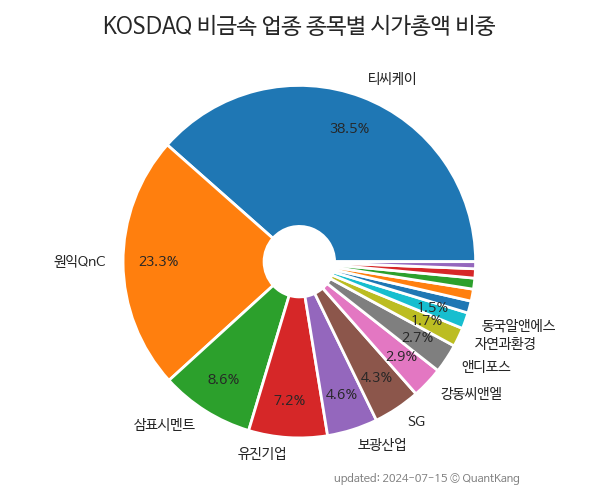 KOSDAQ 비금속 업종 종목별 시가총액 비중
티씨케이
38.5%
원익QnC
23.3%
삼표시멘트
8.6%
유진기업
7.2%
보광산업
4.6%
SG
4.3%
강동씨앤엘
2.9%
앤디포스
2.7%
자연과환경
1.7%
동국알앤에스
1.5%
updated: 2024-07-15 © QuantKang